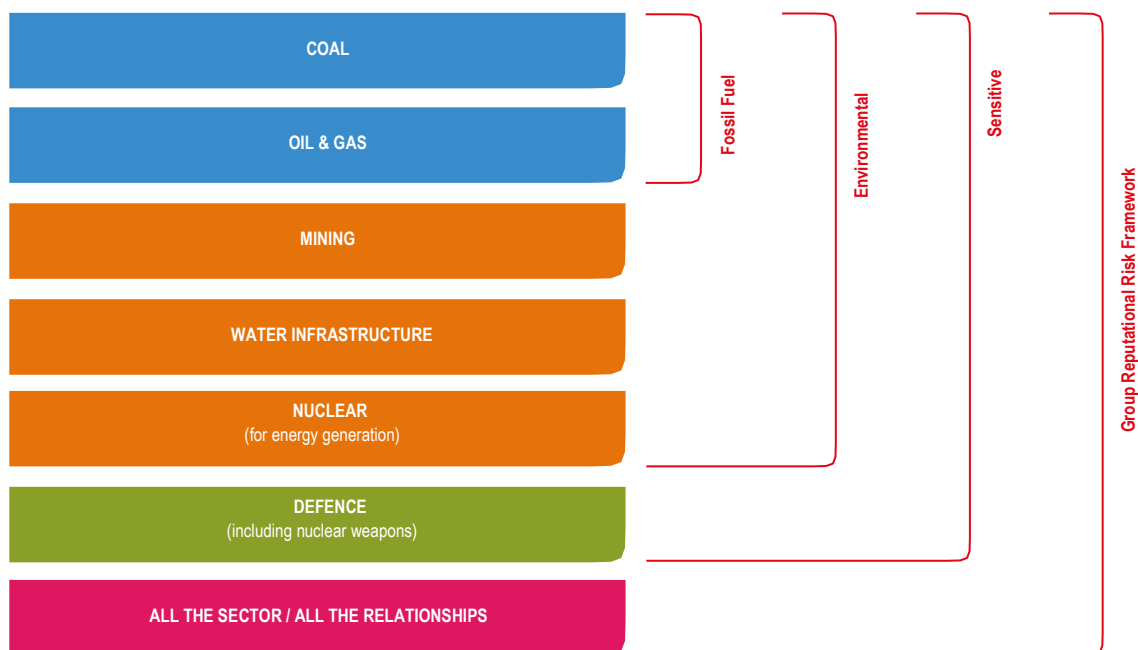 COAL
OIL & GAS
MINING
WATER INFRASTRUCTURE
NUCLEAR
(for energy generation)
DEFENCE
(including nuclear weapons)
ALL THE SECTOR / ALL THE RELATIONSHIPS
Fossil Fuel
Environmental
Sensitive
Group Reputational Risk Framework